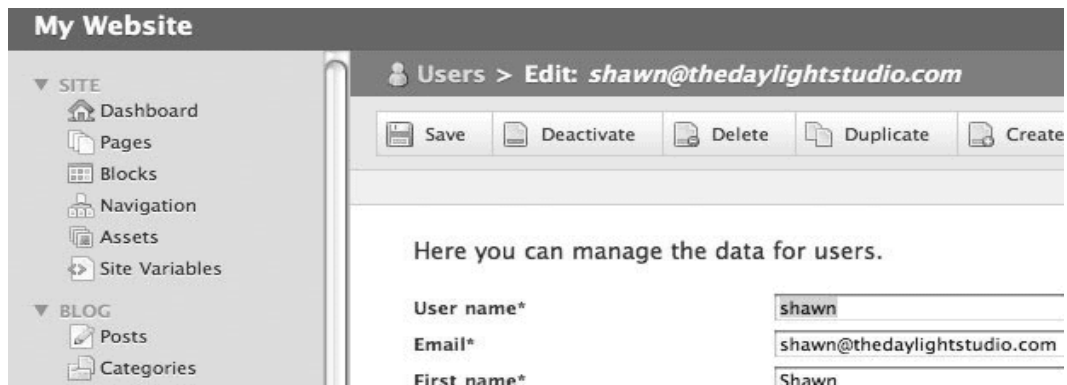 My Website
SITE
Dashboard
Pages
Blocks
Navigation
Assets
Site Variables
BLOG
Posts
Categories
Users > Edit: shawn@thedaylightstudio.com
Save Deactivate Delete Duplicate Create
Here you can manage the data for users.
User name* shawn
Email* shawn@thedaylightstudio.com
First name* Shawn